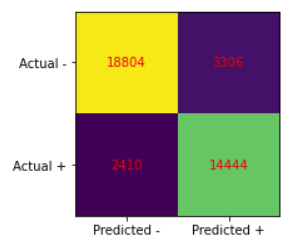 Actual - 18804 3306
Actual + 2410 14444
Predicted - Predicted +